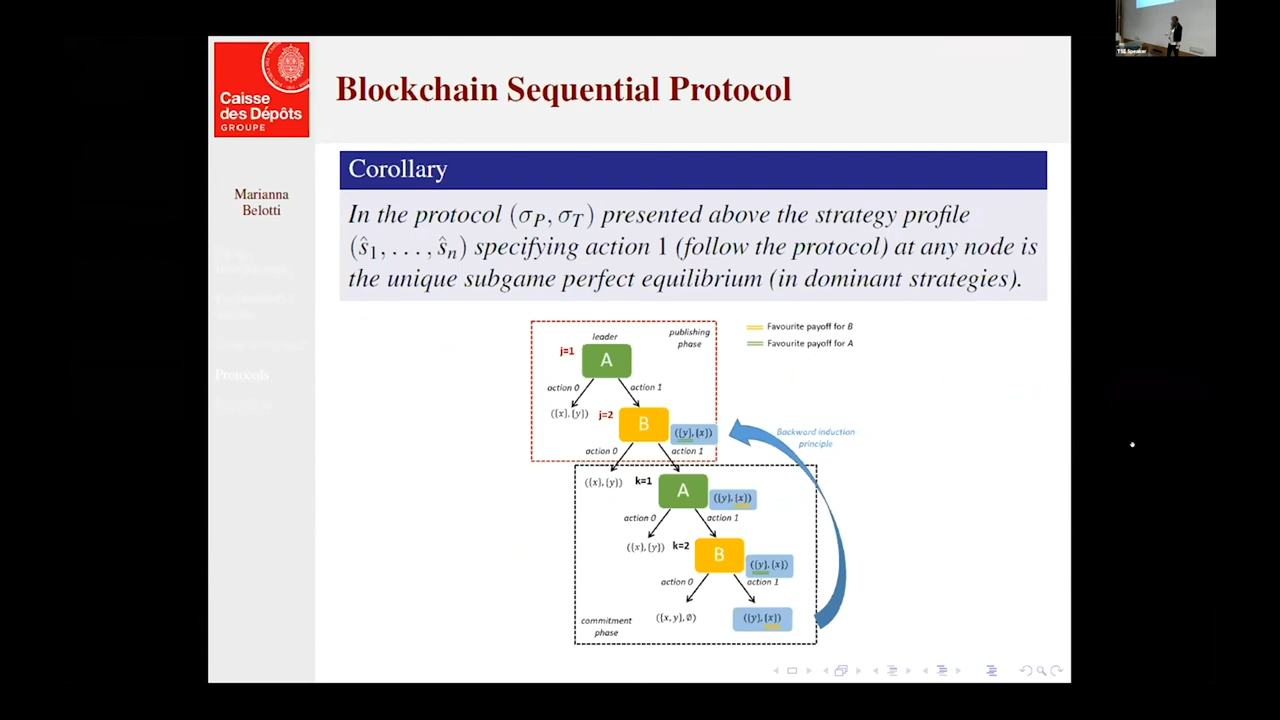 TSE Speaker
Caisse
des Dépôts
GROUPE
Blockchain Sequential Protocol
Marianna
Belotti
Protocols
Corollary
In the protocol (σ_P, σ_T) presented above the strategy profile
(ŝ_1, . . . , ŝ_n) specifying action 1 (follow the protocol) at any node is
the unique subgame perfect equilibrium (in dominant strategies).
leader
publishing
phase
Favourite payoff for B
Favourite payoff for A
j=1
A
action 0
action 1
({x},{y})
j=2
B
({y},{x})
Backward induction
principle
action 0
action 1
({x},{y})
k=1
A
({y},{x})
action 0
action 1
({x},{y})
k=2
B
({y},{x})
action 0
action 1
commitment
phase
({x,y},∅)
({y},{x})